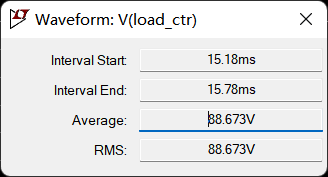 Waveform: V(load_ctr)
Interval Start: 15.18ms
Interval End: 15.78ms
Average: 88.673V
RMS: 88.673V